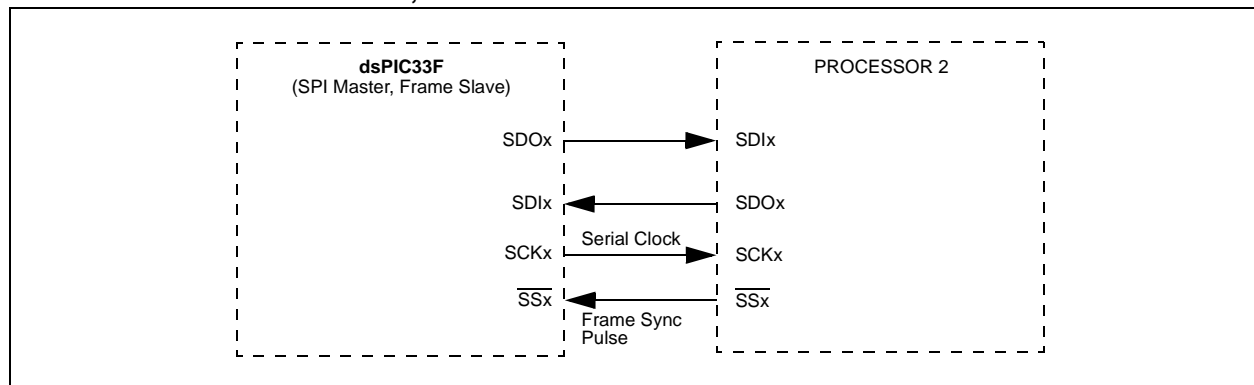 dsPIC33F
(SPI Master, Frame Slave)
PROCESSOR 2
SDOx
SDIx
SDIx
SDOx
SCKx
Serial Clock
SCKx
SSx
Frame Sync
Pulse
SSx